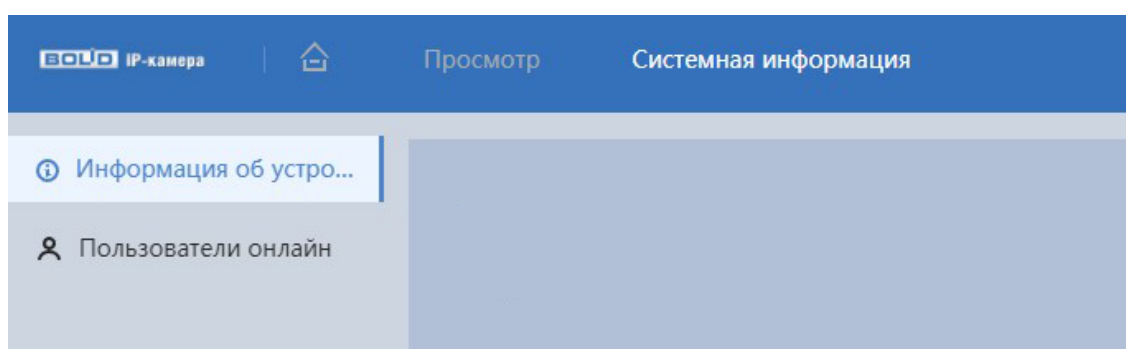 BOLID IP-камера
Просмотр
Системная информация
Информация об устро...
Пользователи онлайн